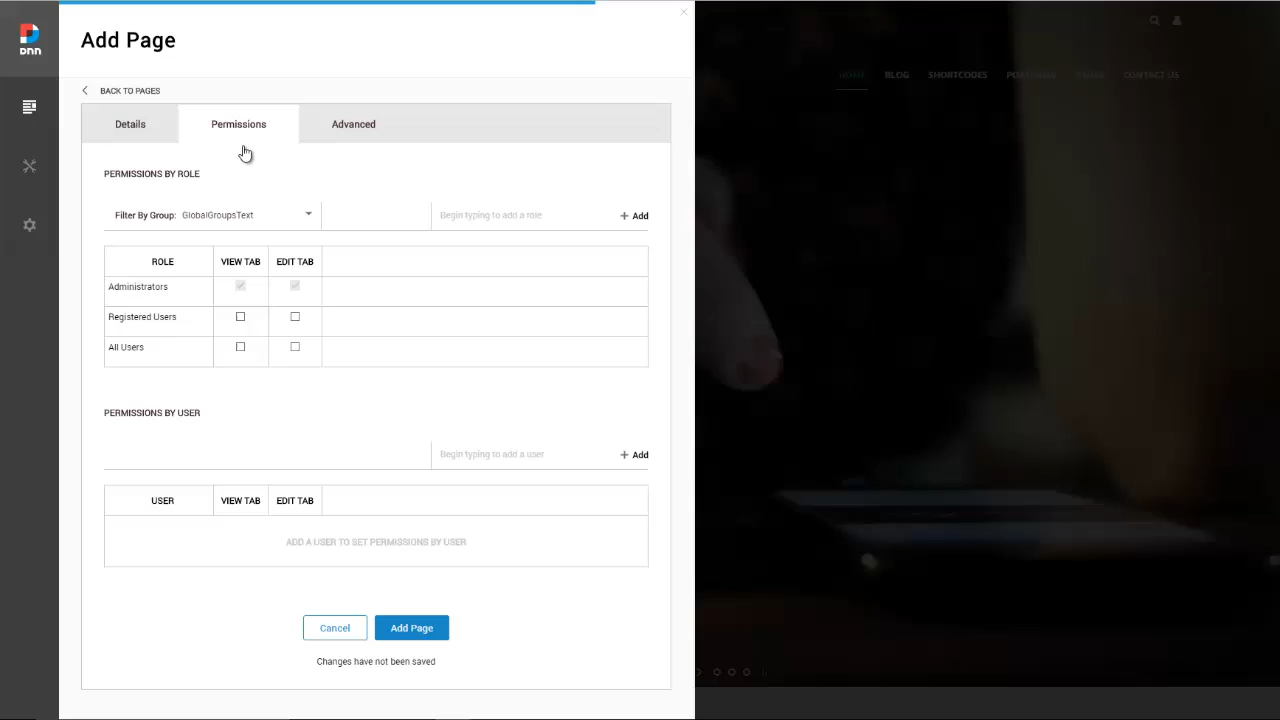 dnn
Add Page
BACK TO PAGES
Details
Permissions
Advanced
PERMISSIONS BY ROLE
Filter By Group: GlobalGroupsText
Begin typing to add a role
+ Add
ROLE VIEW TAB EDIT TAB
Administrators
Registered Users
All Users
PERMISSIONS BY USER
Begin typing to add a user
+ Add
USER VIEW TAB EDIT TAB
ADD A USER TO SET PERMISSIONS BY USER
Cancel
Add Page
Changes have not been saved
HOME BLOG SHORTCODES CONTACT US